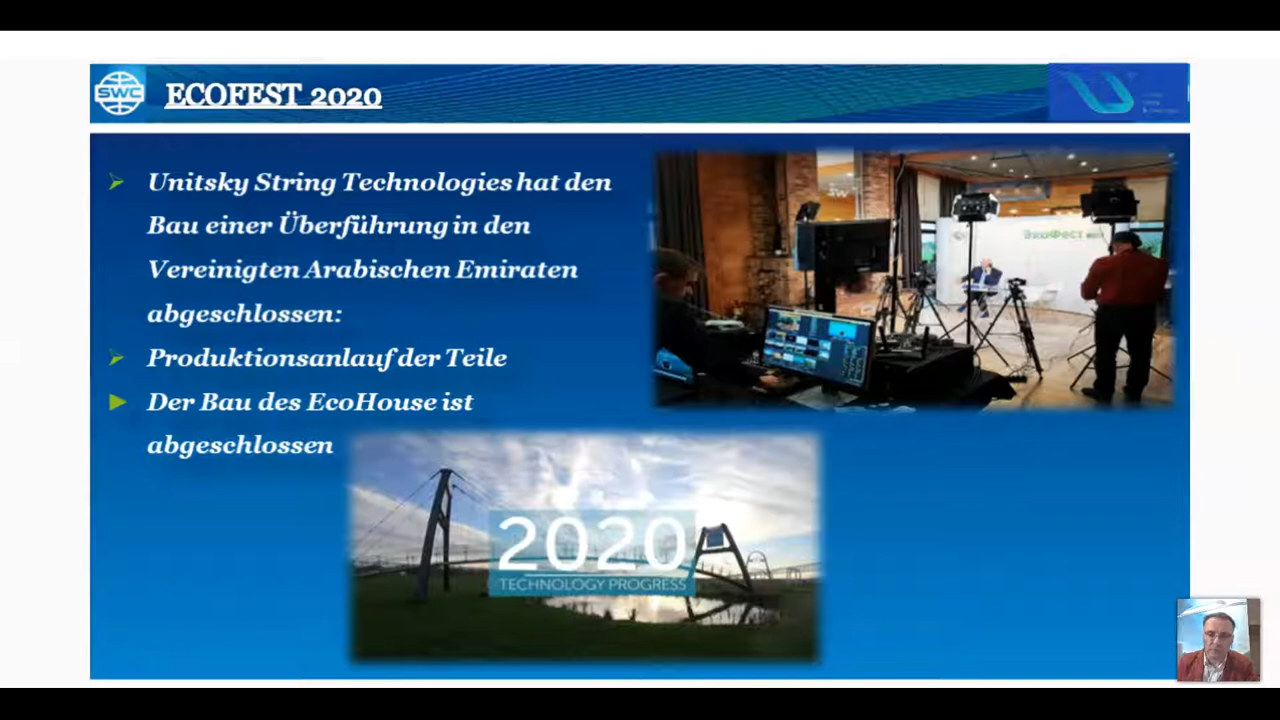 SWC
ECOFEST 2020
Unitsky String Technologies hat den
Bau einer Überführung in den
Vereinigten Arabischen Emiraten
abgeschlossen:
Produktionsanlauf der Teile
Der Bau des EcoHouse ist
abgeschlossen
ЭкоФест
2020
TECHNOLOGY PROGRESS